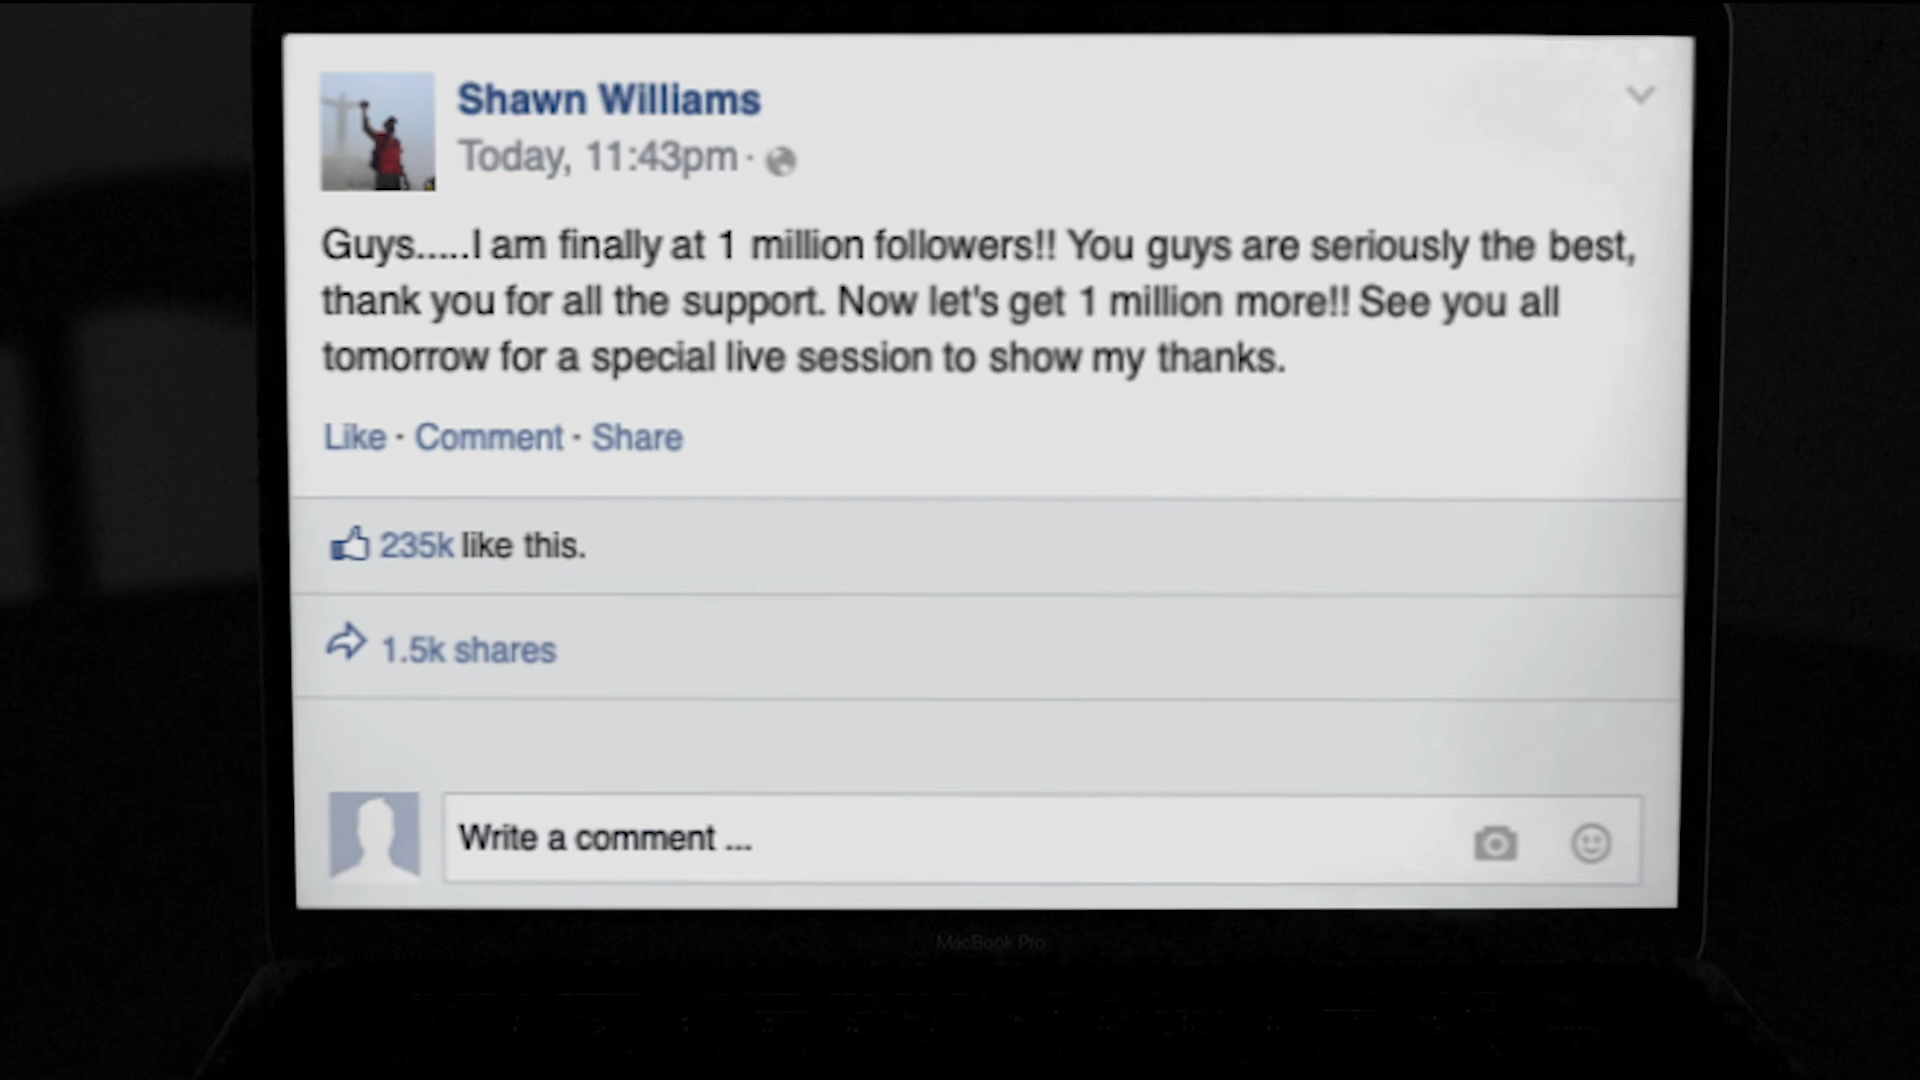 Shawn Williams
Today, 11:43pm ·
Guys.....I am finally at 1 million followers!! You guys are seriously the best,
thank you for all the support. Now let's get 1 million more!! See you all
tomorrow for a special live session to show my thanks.
Like · Comment · Share
235k like this.
1.5k shares
Write a comment ...
MacBook Pro